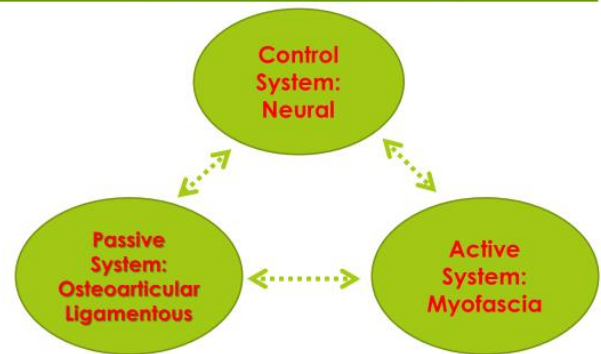 Control
System:
Neural
Passive
System:
Osteoarticular
Ligamentous
Active
System:
Myofascia